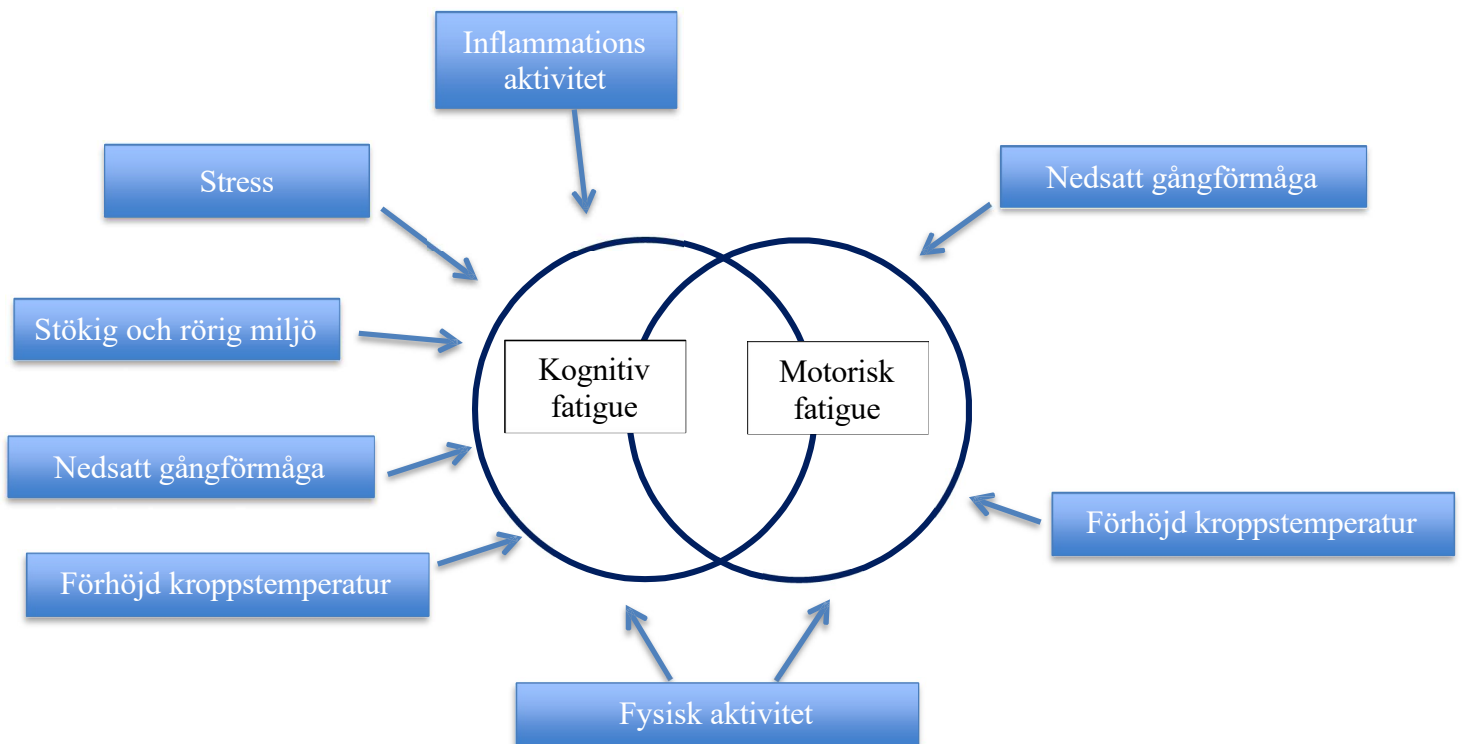 Inflammations
aktivitet
Stress
Nedsatt gångförmåga
Stökig och rörig miljö
Kognitiv
fatigue
Motorisk
fatigue
Nedsatt gångförmåga
Förhöjd kroppstemperatur
Förhöjd kroppstemperatur
Fysisk aktivitet